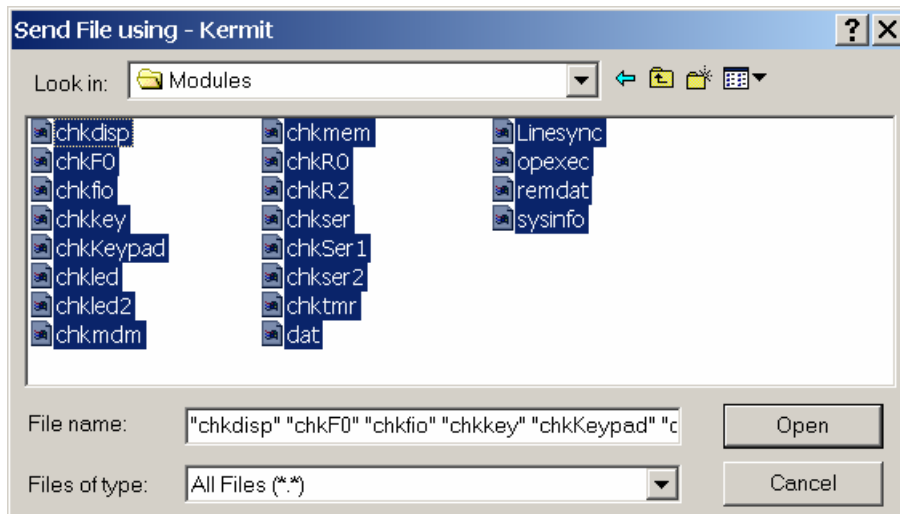 Send File using - Kermit
? X
Look in: Modules
chkdisp chkmem Linesync
chkF0 chkR0 opexec
chkfio chkR2 remdat
chkkey chkser sysinfo
chkKeypad chkSer1
chkled chkser2
chkled2 chktmr
chkmdm dat
File name: "chkdisp" "chkF0" "chkfio" "chkkey" "chkKeypad" "c
Open
Files of type: All Files (*.*)
Cancel